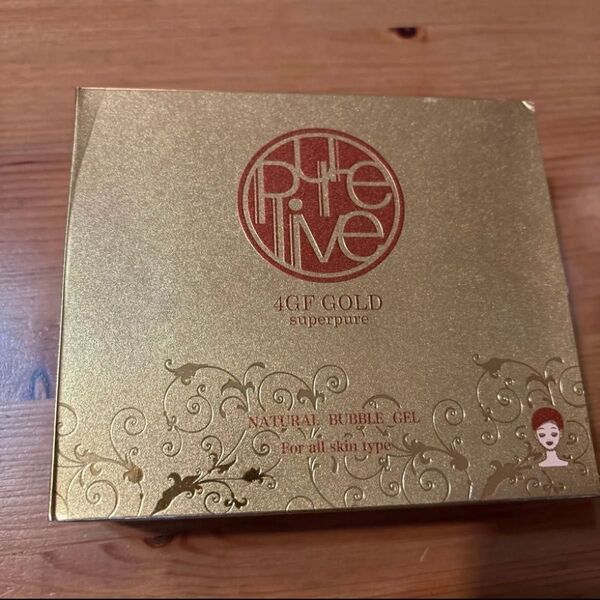 Pure
Live
4GF GOLD
superpure
NATURAL BUBBLE GEL
For all skin type